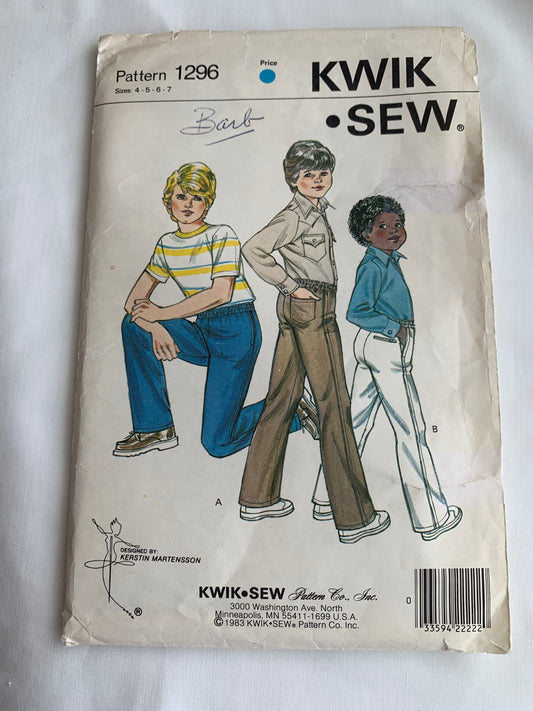 Pattern 1296
Sizes: 4 - 5 - 6 - 7
Price
KWIK
•SEW®
Barb
A
B
DESIGNED BY:
KERSTIN MARTENSSON
®
KWIK•SEW Pattern Co., Inc.
3000 Washington Ave. North
Minneapolis, MN 55411-1699 U.S.A.
©1983 KWIK•SEW® Pattern Co. Inc.
0
33594 22222